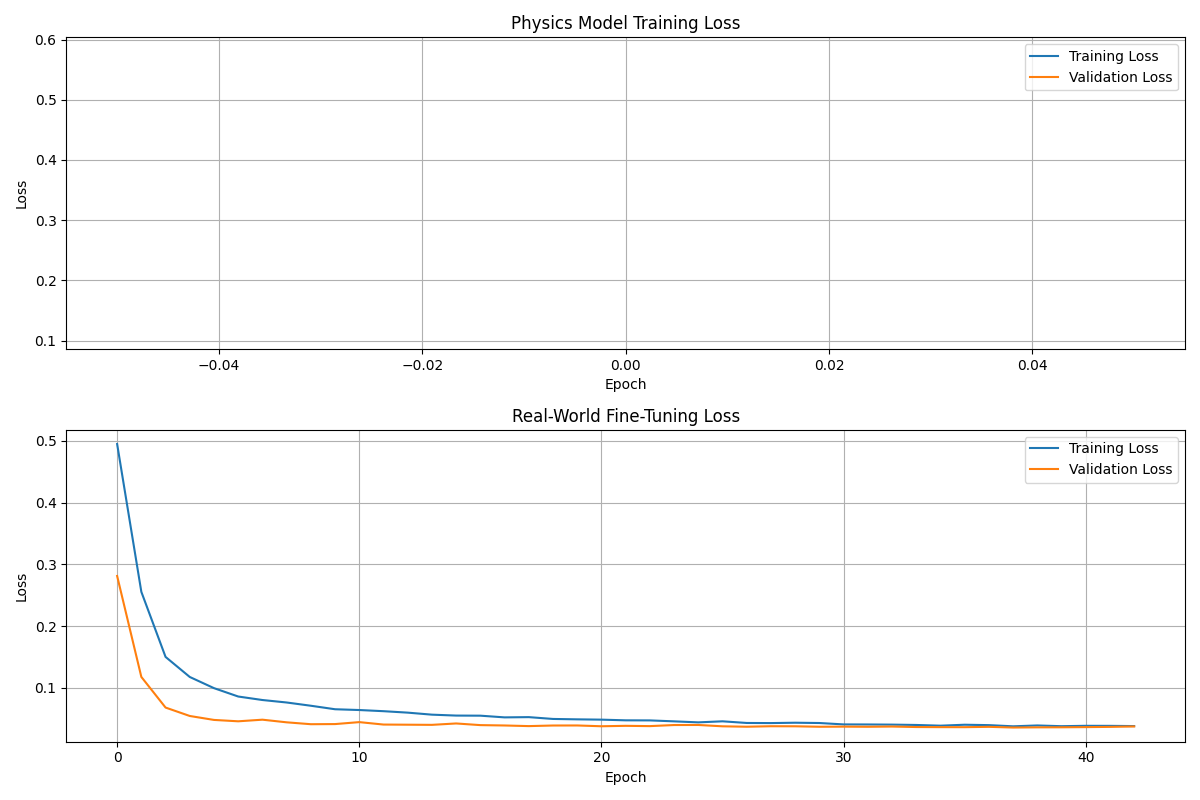 Physics Model Training Loss
Loss
0.6
0.5
0.4
0.3
0.2
0.1
Training Loss
Validation Loss
−0.04
−0.02
0.00
0.02
0.04
Epoch
Real-World Fine-Tuning Loss
Loss
0.5
0.4
0.3
0.2
0.1
Training Loss
Validation Loss
0
10
20
30
40
Epoch